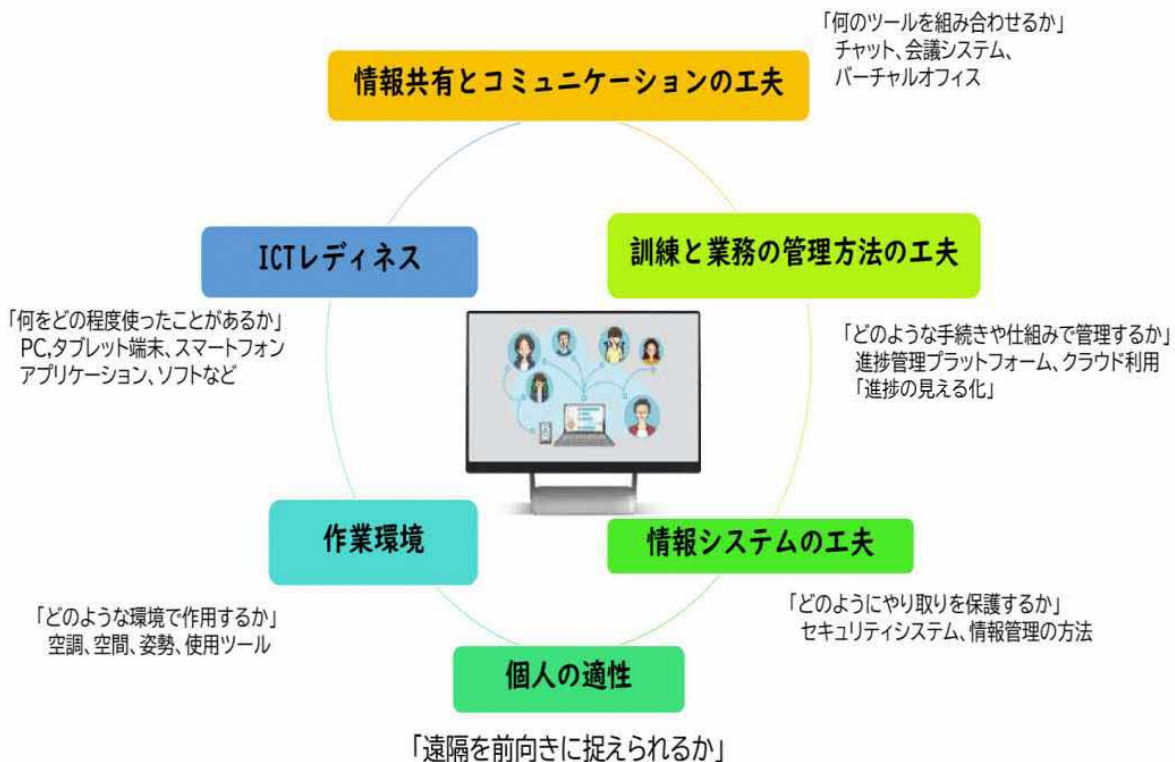 情報共有とコミュニケーションの工夫
「何のツールを組み合わせるか」
チャット、会議システム、
バーチャルオフィス
訓練と業務の管理方法の工夫
「どのような手続きや仕組みで管理するか」
進捗管理プラットフォーム、クラウド利用
「進捗の見える化」
情報システムの工夫
「どのようにやり取りを保護するか」
セキュリティシステム、情報管理の方法
個人の適性
「遠隔を前向きに捉えられるか」
作業環境
「どのような環境で作用するか」
空調、空間、姿勢、使用ツール
ICTレディネス
「何をどの程度使ったことがあるか」
PC,タブレット端末、スマートフォン
アプリケーション、ソフトなど